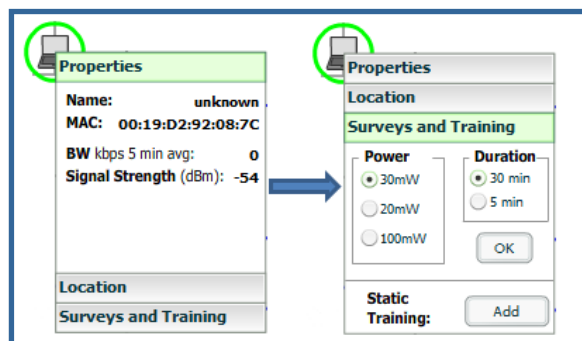 Properties
Name: unknown
MAC: 00:19:D2:92:08:7C
BW kbps 5 min avg: 0
Signal Strength (dBm): -54
Location
Surveys and Training
Properties
Location
Surveys and Training
Power
30mW
20mW
100mW
Duration
30 min
5 min
OK
Static Training:
Add